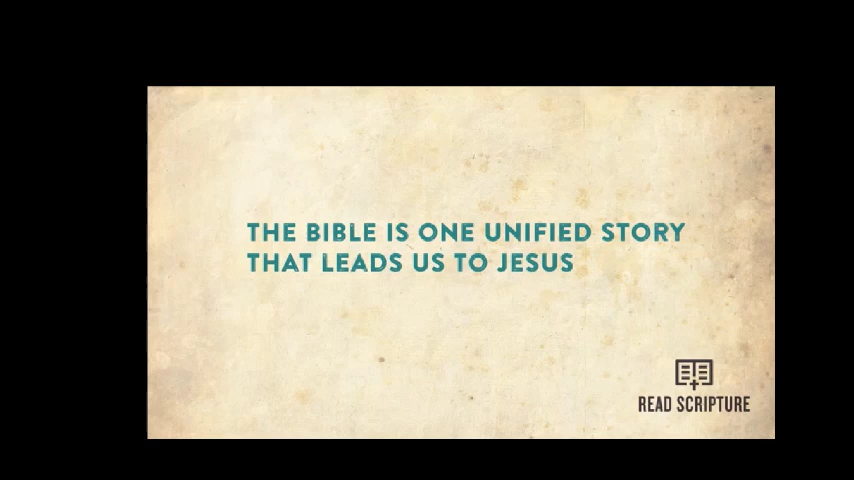 THE BIBLE IS ONE UNIFIED STORY
THAT LEADS US TO JESUS
READ SCRIPTURE